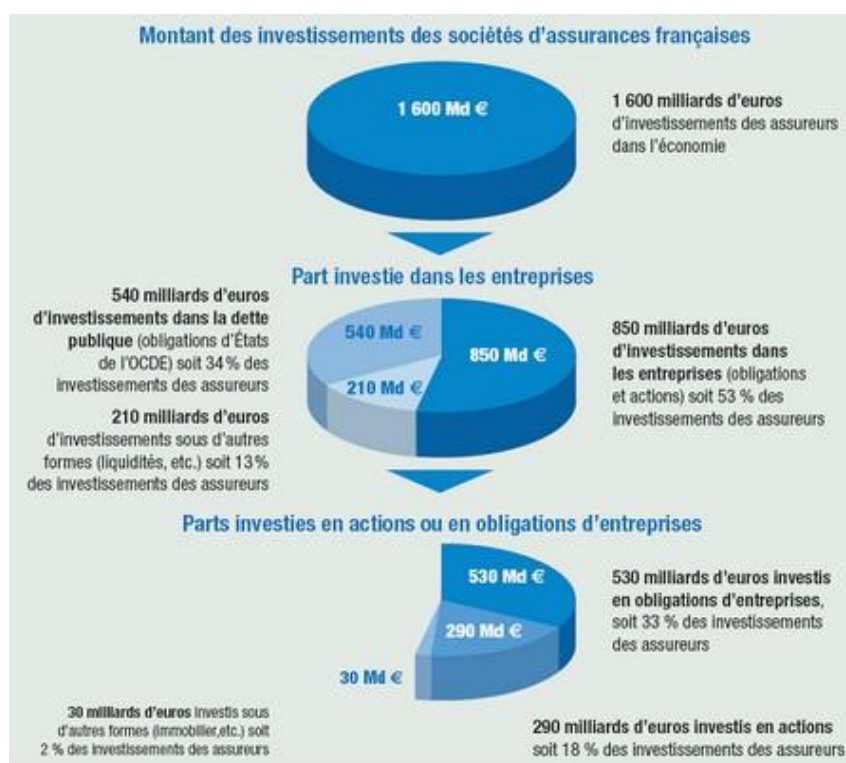 Montant des investissements des sociétés d'assurances françaises
1 600 Md €
1 600 milliards d'euros
d'investissements des assureurs
dans l'économie
Part investie dans les entreprises
540 milliards d'euros
d'investissements dans la dette
publique (obligations d'États
de l'OCDE) soit 34 % des
investissements des assureurs
210 milliards d'euros
d'investissements sous d'autres
formes (liquidités, etc.) soit 13 %
des investissements des assureurs
540 Md €
850 Md €
210 Md €
850 milliards d'euros
d'investissements dans
les entreprises (obligations
et actions) soit 53 % des
investissements des assureurs
Parts investies en actions ou en obligations d'entreprises
530 Md €
290 Md €
30 Md €
530 milliards d'euros investis
en obligations d'entreprises,
soit 33 % des investissements
des assureurs
30 milliards d'euros investis sous
d'autres formes (immobilier,etc.) soit
2 % des investissements des assureurs
290 milliards d'euros investis en actions
soit 18 % des investissements des assureurs